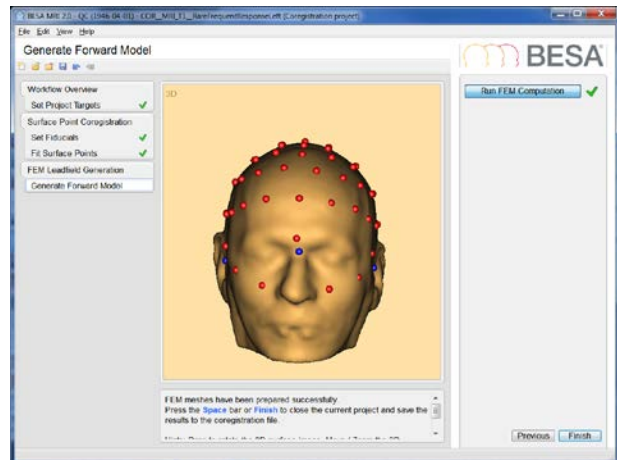 BESA MRI 2.0 - QC (1946-04-01) - COR_MRI_T1_RareFrequentResponseLeft (Coregistration project)
File Edit View Help
Generate Forward Model
BESA
Workflow Overview
Set Project Targets
Surface Point Coregistration
Set Fiducials
Fit Surface Points
FEM Leadfield Generation
Generate Forward Model
3D
Run FEM Computation
FEM meshes have been prepared successfully.
Press the Space bar or Finish to close the current project and save the
results to the coregistration file.
Previous Finish